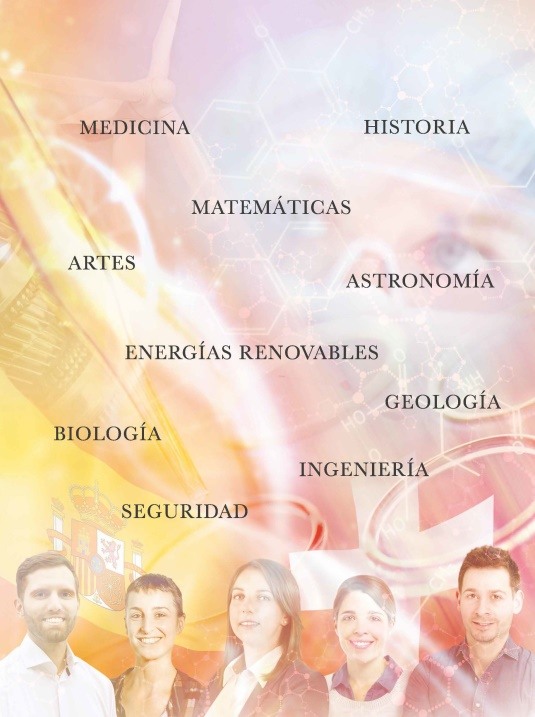 MEDICINA
HISTORIA
MATEMÁTICAS
ARTES
ASTRONOMÍA
ENERGÍAS RENOVABLES
GEOLOGÍA
BIOLOGÍA
INGENIERÍA
SEGURIDAD